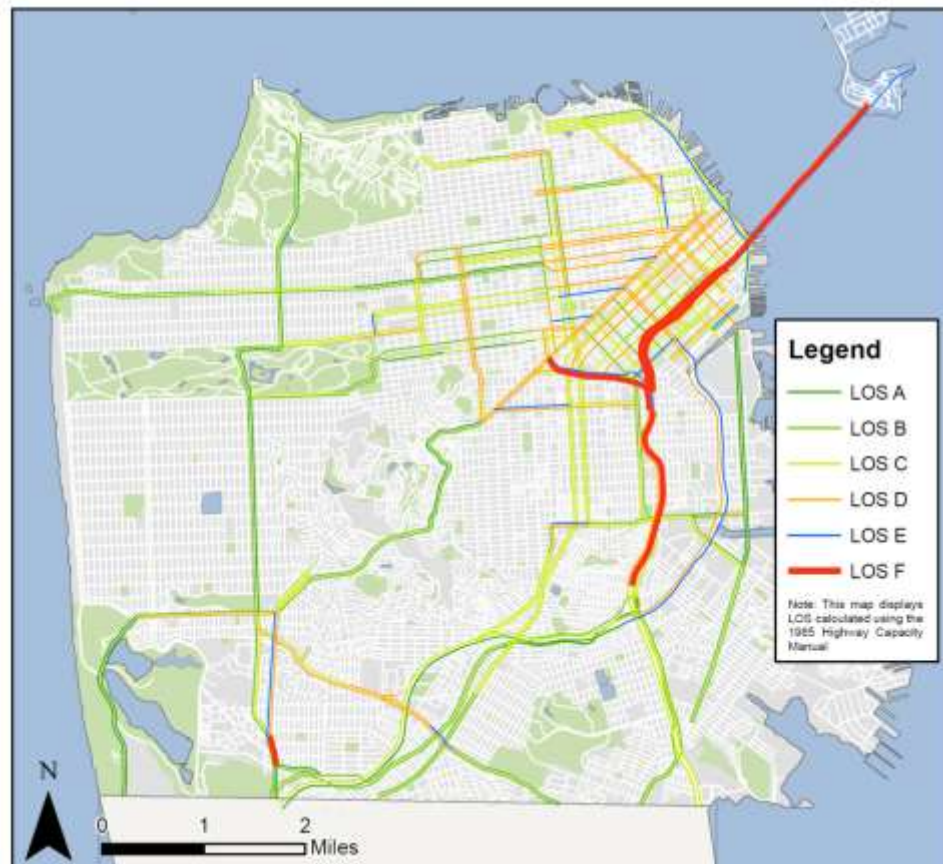 Legend
LOS A
LOS B
LOS C
LOS D
LOS E
LOS F
Note: This map displays
LOS calculated using the
1985 Highway Capacity
Manual
N
0 1 2
Miles